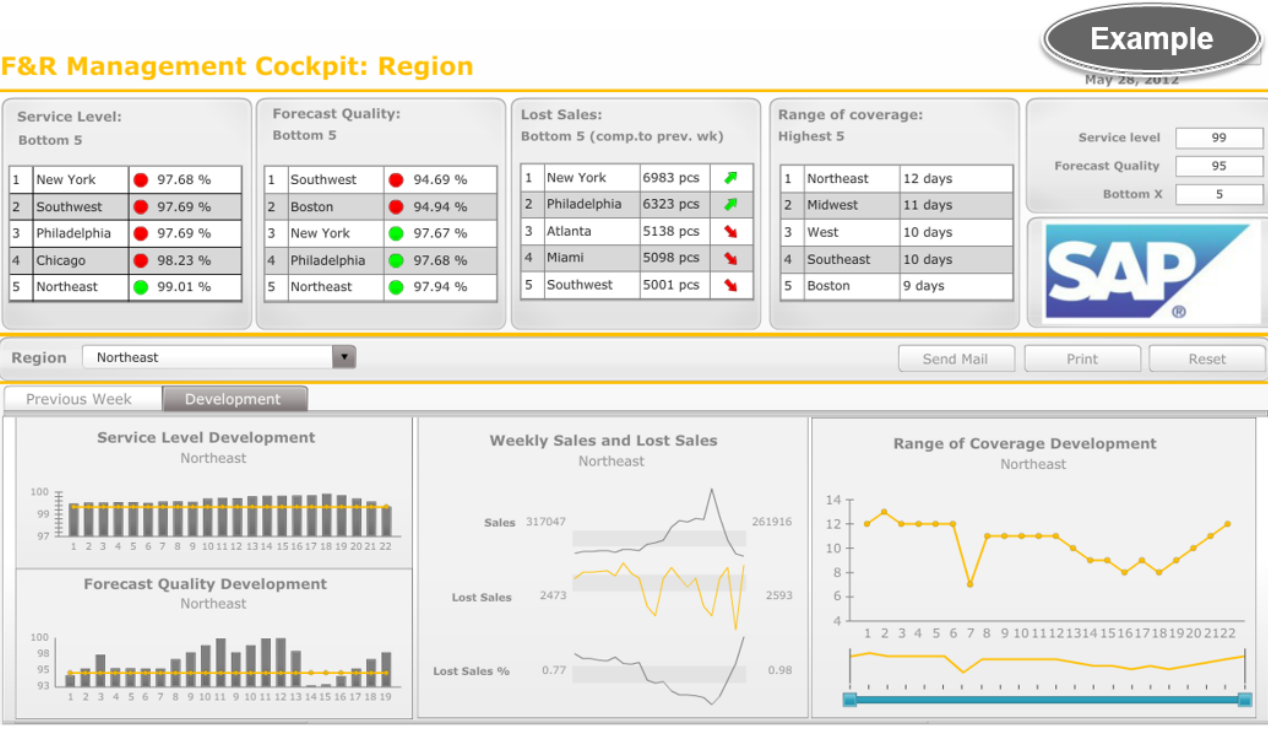 Example
F&R Management Cockpit: Region
May 28, 2012
Service Level:
Bottom 5
1 New York 97.68 %
2 Southwest 97.69 %
3 Philadelphia 97.69 %
4 Chicago 98.23 %
5 Northeast 99.01 %
Forecast Quality:
Bottom 5
1 Southwest 94.69 %
2 Boston 94.94 %
3 New York 97.67 %
4 Philadelphia 97.68 %
5 Northeast 97.94 %
Lost Sales:
Bottom 5 (comp.to prev. wk)
1 New York 6983 pcs
2 Philadelphia 6323 pcs
3 Atlanta 5138 pcs
4 Miami 5098 pcs
5 Southwest 5001 pcs
Range of coverage:
Highest 5
1 Northeast 12 days
2 Midwest 11 days
3 West 10 days
4 Southeast 10 days
5 Boston 9 days
Service level 99
Forecast Quality 95
Bottom X 5
SAP ®
Region Northeast Send Mail Print Reset
Previous Week Development
Service Level Development
Northeast
100
99
97
1 2 3 4 5 6 7 8 9 10 11 12 13 14 15 16 17 18 19 20 21 22
Forecast Quality Development
Northeast
100
98
95
93
1 2 3 4 5 6 7 8 9 10 11 12 13 14 15 16 17 18 19
Weekly Sales and Lost Sales
Northeast
Sales 317047 261916
Lost Sales 2473 2593
Lost Sales % 0.77 0.98
Range of Coverage Development
Northeast
14
12
10
8
6
4
1 2 3 4 5 6 7 8 9 10 11 12 13 14 15 16 17 18 19 20 21 22